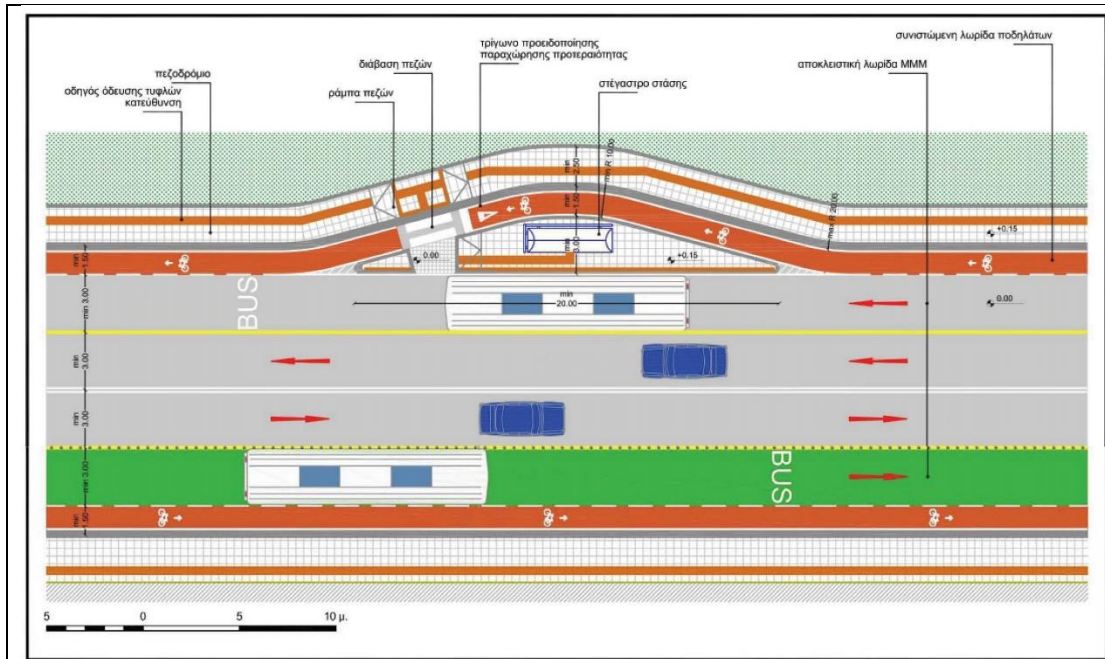 συνιστώμενη λωρίδα ποδηλάτων
τρίγωνο προειδοποίησης
παραχώρησης προτεραιότητας
αποκλειστική λωρίδα ΜΜΜ
διάβαση πεζών
πεζοδρόμιο
στέγαστρο στάσης
οδηγός όδευσης τυφλών
κατεύθυνση
ράμπα πεζών
min
2.50
min R 10.00
min
1.50
max R 20.00
min
3.00
+0.15
+0.15
0.00
min
1.50
BUS
min 3.00
min
20.00
0.00
min
3.00
min
3.00
min 3.00
BUS
min
1.50
5 0 5 10 μ.